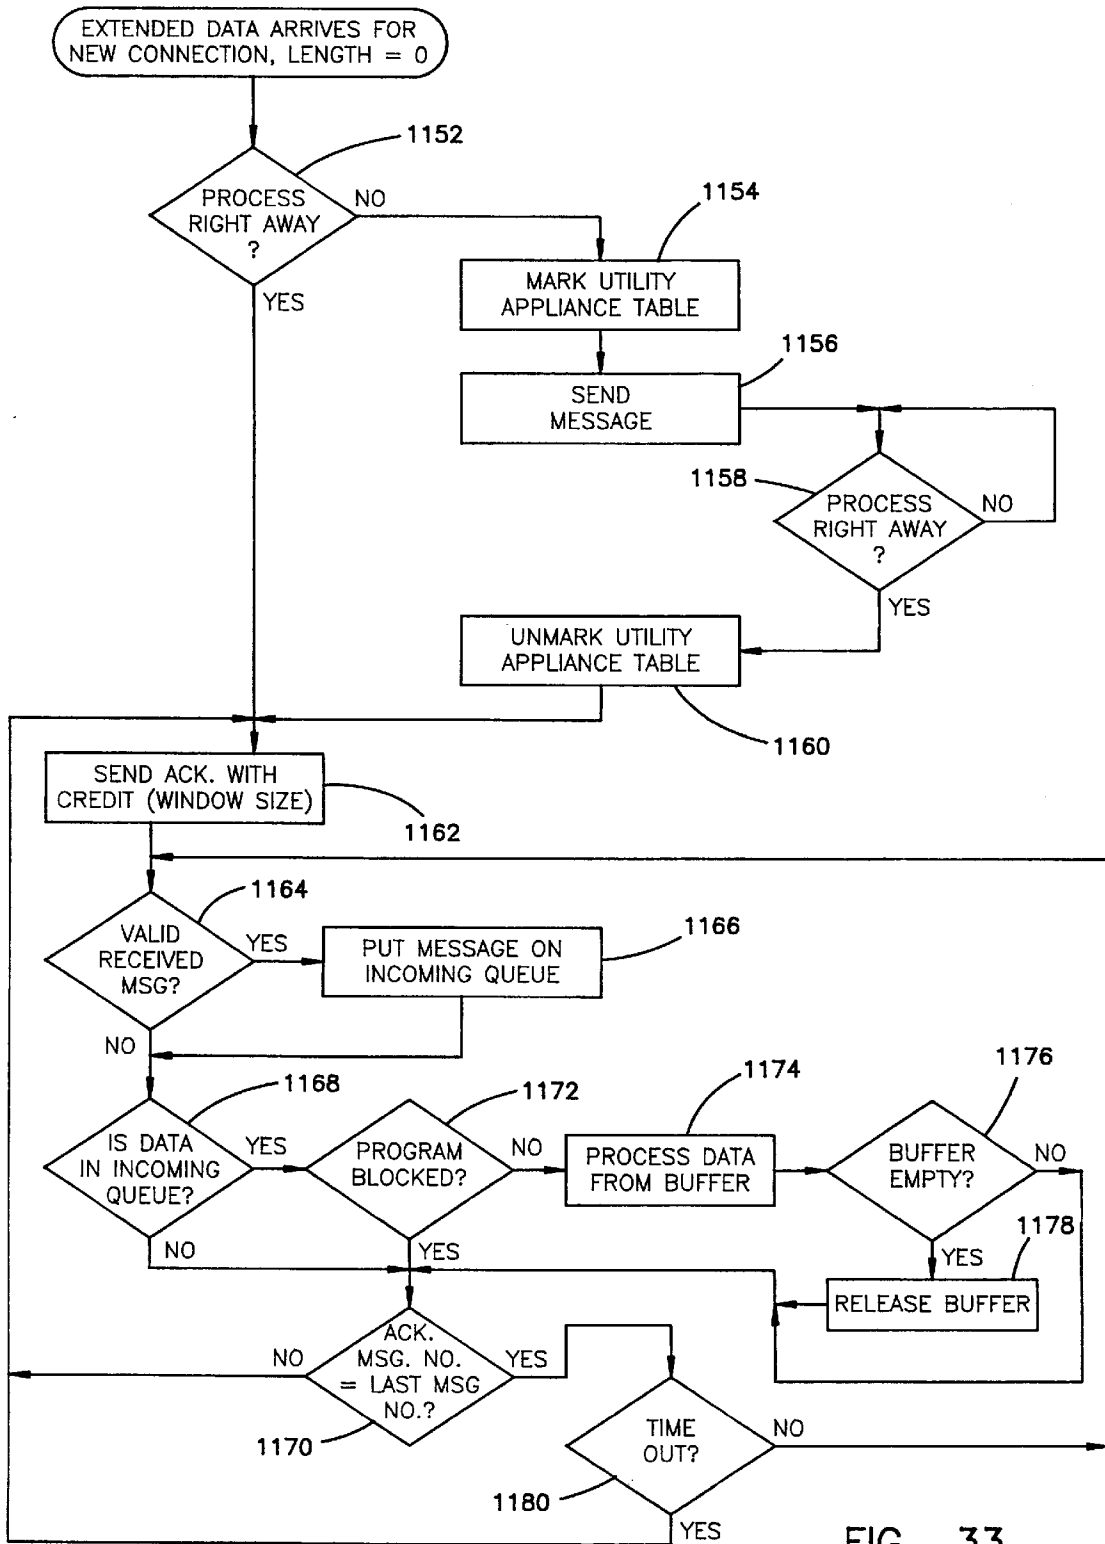 EXTENDED DATA ARRIVES FOR
NEW CONNECTION, LENGTH = 0
1152
PROCESS
RIGHT AWAY
?
NO
YES
1154
MARK UTILITY
APPLIANCE TABLE
1156
SEND
MESSAGE
1158
PROCESS
RIGHT AWAY
?
NO
YES
UNMARK UTILITY
APPLIANCE TABLE
1160
SEND ACK. WITH
CREDIT (WINDOW SIZE)
1162
1164
VALID
RECEIVED
MSG?
YES
NO
1166
PUT MESSAGE ON
INCOMING QUEUE
1168
IS DATA
IN INCOMING
QUEUE?
YES
NO
1172
PROGRAM
BLOCKED?
NO
YES
1174
PROCESS DATA
FROM BUFFER
1176
BUFFER
EMPTY?
NO
YES
1178
RELEASE BUFFER
ACK.
MSG. NO.
= LAST MSG
NO.?
NO
YES
1170
TIME
OUT?
NO
YES
1180
FIG. 33